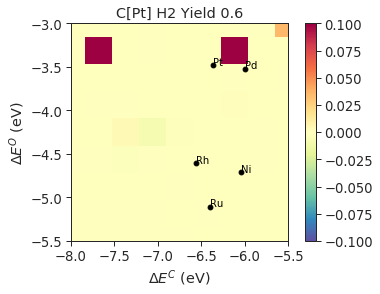 C[Pt] H2 Yield 0.6
−3.0
−3.5
−4.0
−4.5
−5.0
−5.5
ΔE^O (eV)
Pt
Pd
Rh
Ni
Ru
−8.0 −7.5 −7.0 −6.5 −6.0 −5.5
ΔE^C (eV)
0.100
0.075
0.050
0.025
0.000
−0.025
−0.050
−0.075
−0.100